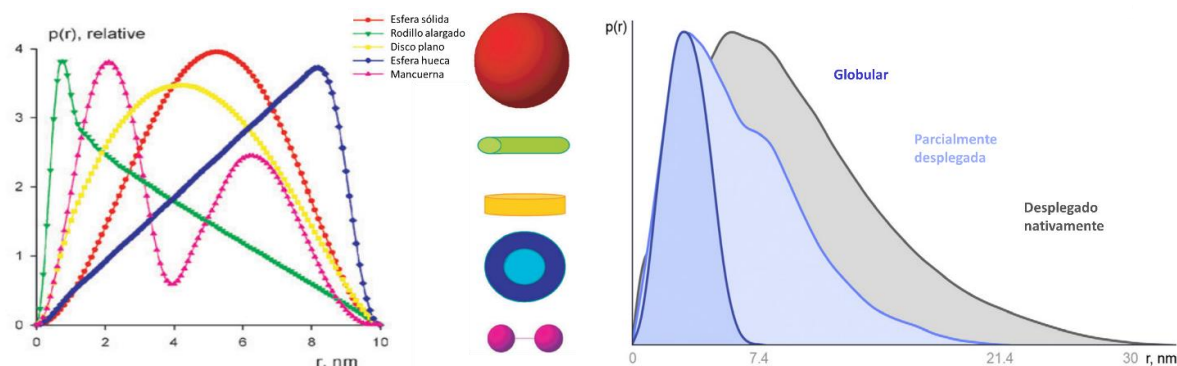 p(r), relative
Esfera sólida
Rodillo alargado
Disco plano
Esfera hueca
Mancuerna
4
3
2
1
0
0 2 4 6 8 10
r, nm
p(r)
Globular
Parcialmente
desplegada
Desplegado
nativamente
0 7.4 21.4 30 r, nm